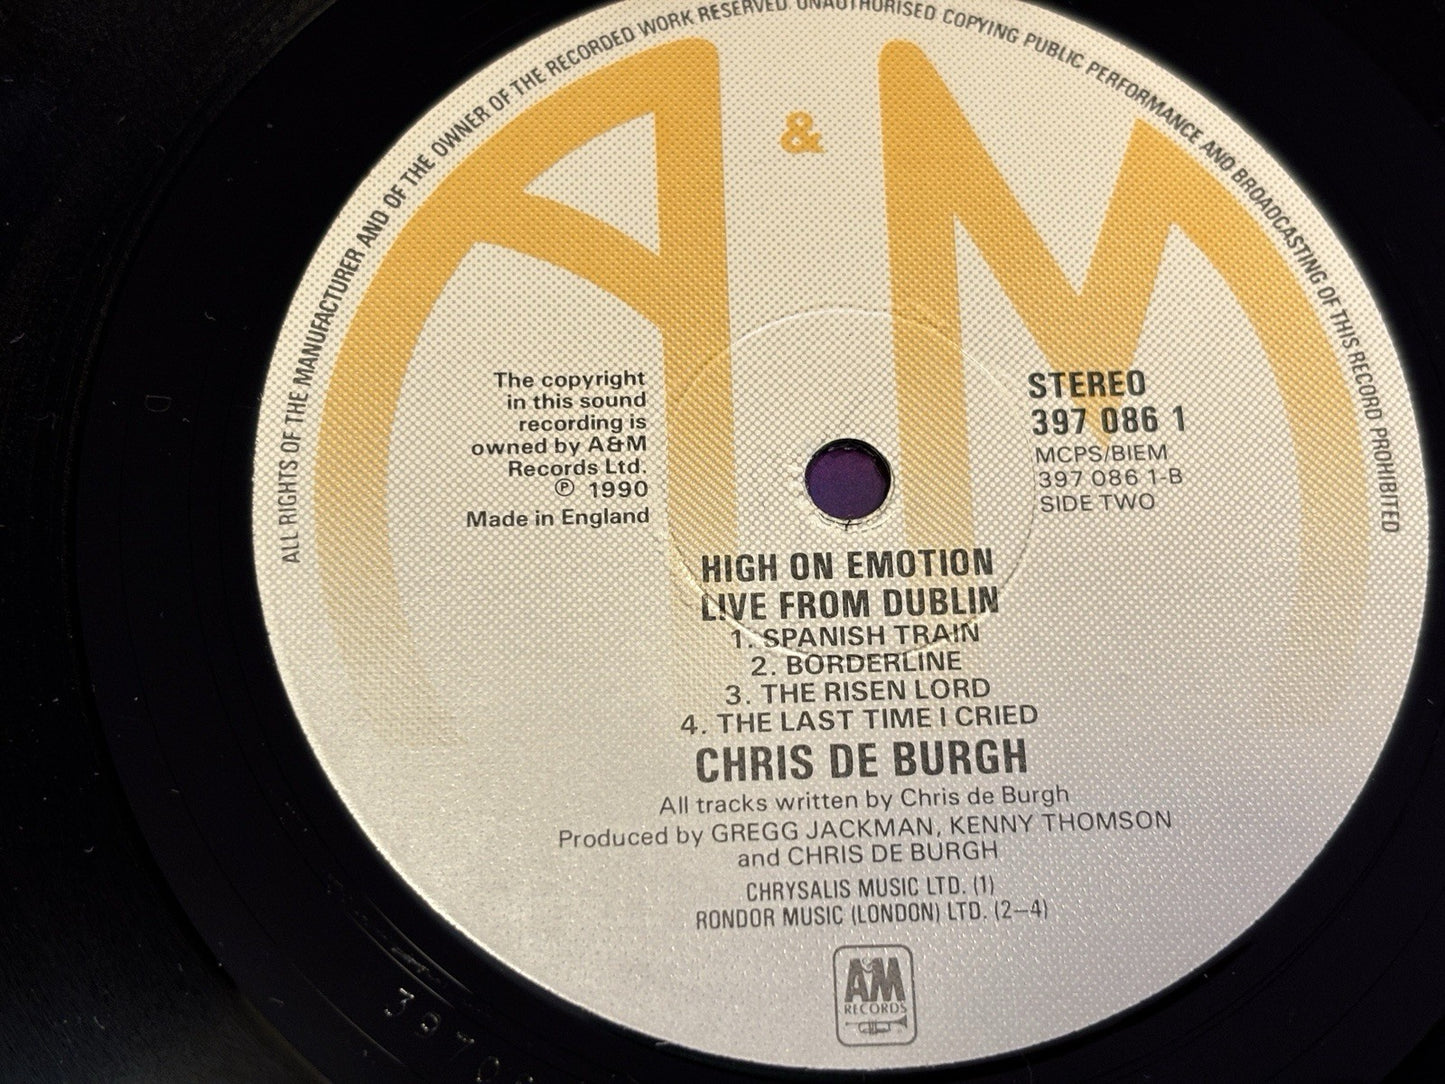 ALL RIGHTS OF THE MANUFACTURER AND OF THE OWNER OF THE RECORDED WORK RESERVED. UNAUTHORISED COPYING PUBLIC PERFORMANCE AND BROADCASTING OF THIS RECORD PROHIBITED
A & M
The copyright
in this sound
recording is
owned by A&M
Records Ltd.
℗ 1990
Made in England
STEREO
397 086 1
MCPS/BIEM
397 086 1-B
SIDE TWO
HIGH ON EMOTION
LIVE FROM DUBLIN
1. SPANISH TRAIN
2. BORDERLINE
3. THE RISEN LORD
4. THE LAST TIME I CRIED
CHRIS DE BURGH
All tracks written by Chris de Burgh
Produced by GREGG JACKMAN, KENNY THOMSON
and CHRIS DE BURGH
CHRYSALIS MUSIC LTD. (1)
RONDOR MUSIC (LONDON) LTD. (2–4)
A&M
RECORDS
3970